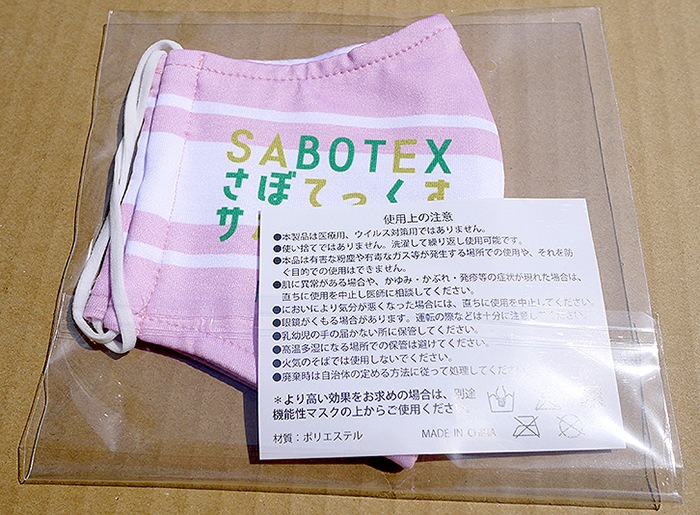 SABOTEX
さぼてっくす
サ
使用上の注意
●本製品は医療用、ウイルス対策用ではありません。
●使い捨てではありません。洗濯して繰り返し使用可能です。
●本品は有害な粉塵や有毒なガス等が発生する場所での使用や、それを防
ぐ目的での使用はできません。
●肌に異常がある場合や、かゆみ・かぶれ・発疹等の症状が現れた場合は、
直ちに使用を中止し医師に相談してください。
●においにより気分が悪くなった場合には、直ちに使用を中止してください。
●眼鏡がくもる場合があります。運転の際などは十分に注意してください。
●乳幼児の手の届かない所に保管してください。
●高温多湿になる場所での保管は避けてください。
●火気のそばでは使用しないでください。
●廃棄時は自治体の定める方法に従って処理してください
＊より高い効果をお求めの場合は、別途
機能性マスクの上からご使用ください。
材質：ポリエステル
MADE IN CHINA